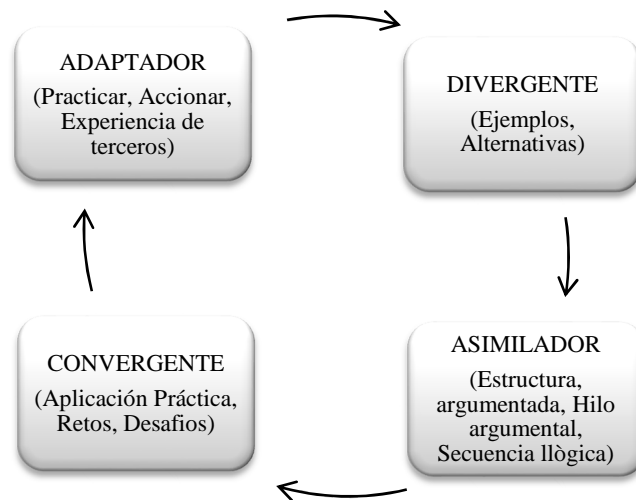 ADAPTADOR
(Practicar, Accionar,
Experiencia de
terceros)
DIVERGENTE
(Ejemplos,
Alternativas)
CONVERGENTE
(Aplicación Práctica,
Retos, Desafios)
ASIMILADOR
(Estructura,
argumentada, Hilo
argumental,
Secuencia llògica)